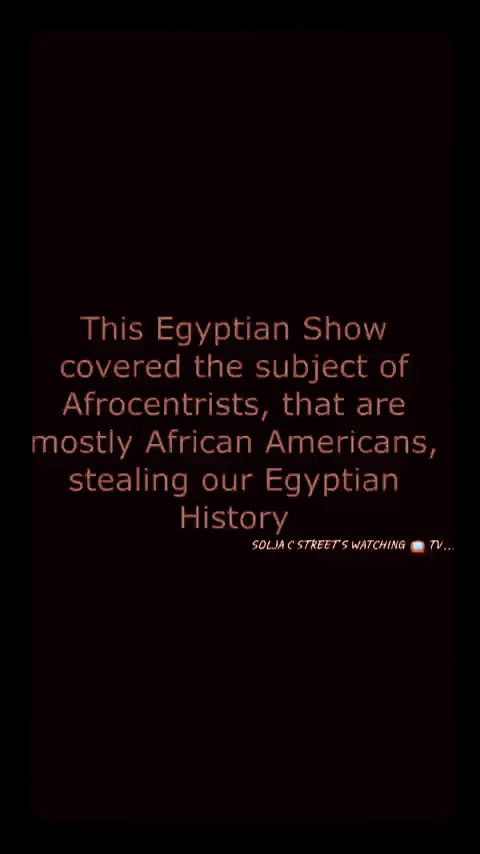 This Egyptian Show
covered the subject of
Afrocentrists, that are
mostly African Americans,
stealing our Egyptian
History
SOLJA C STREET'S WATCHING 📺 TV...